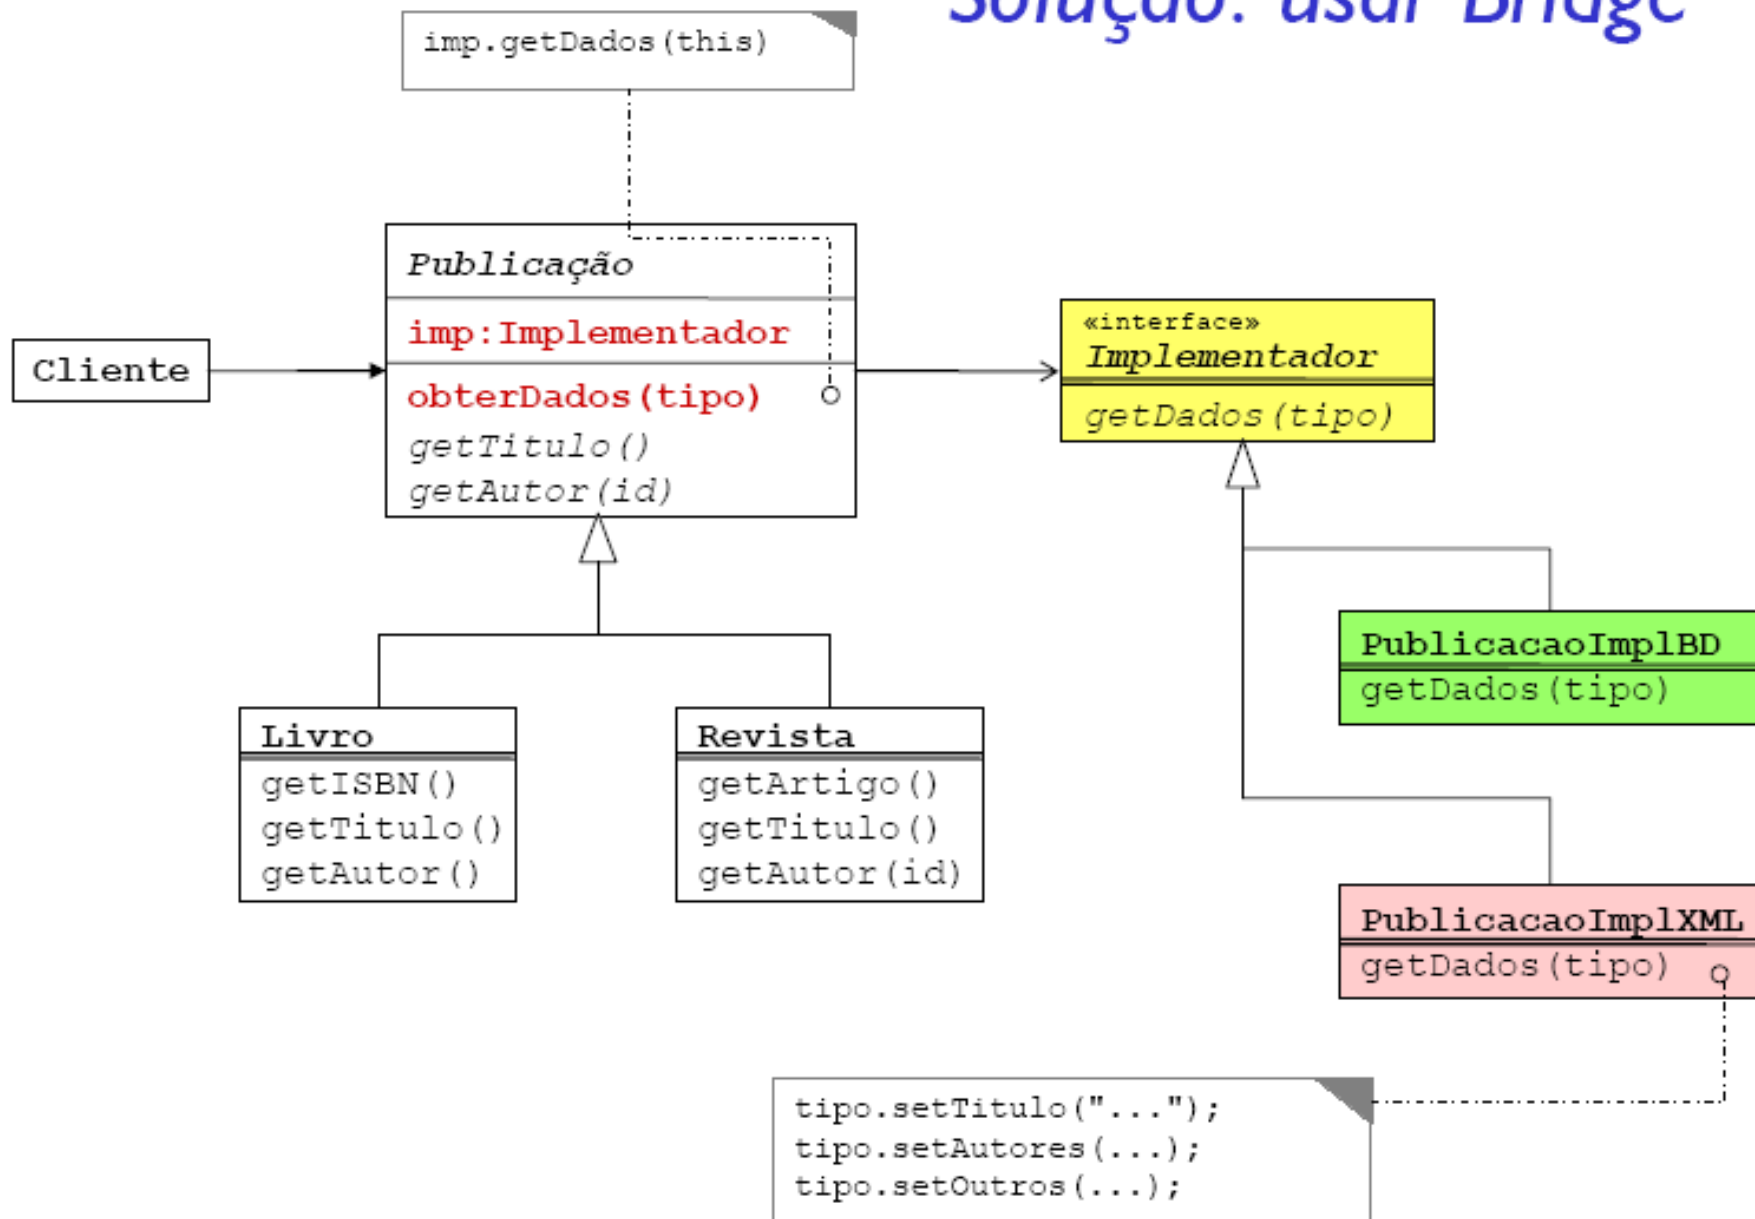 Solução: usar Bridge
imp.getDados(this)
Publicação
imp:Implementador
obterDados(tipo)
getTitulo()
getAutor(id)
Cliente
«interface»
Implementador
getDados(tipo)
PublicacaoImplBD
getDados(tipo)
Livro
getISBN()
getTitulo()
getAutor()
Revista
getArtigo()
getTitulo()
getAutor(id)
PublicacaoImplXML
getDados(tipo)
tipo.setTitulo("...");
tipo.setAutores(...);
tipo.setOutros(...);